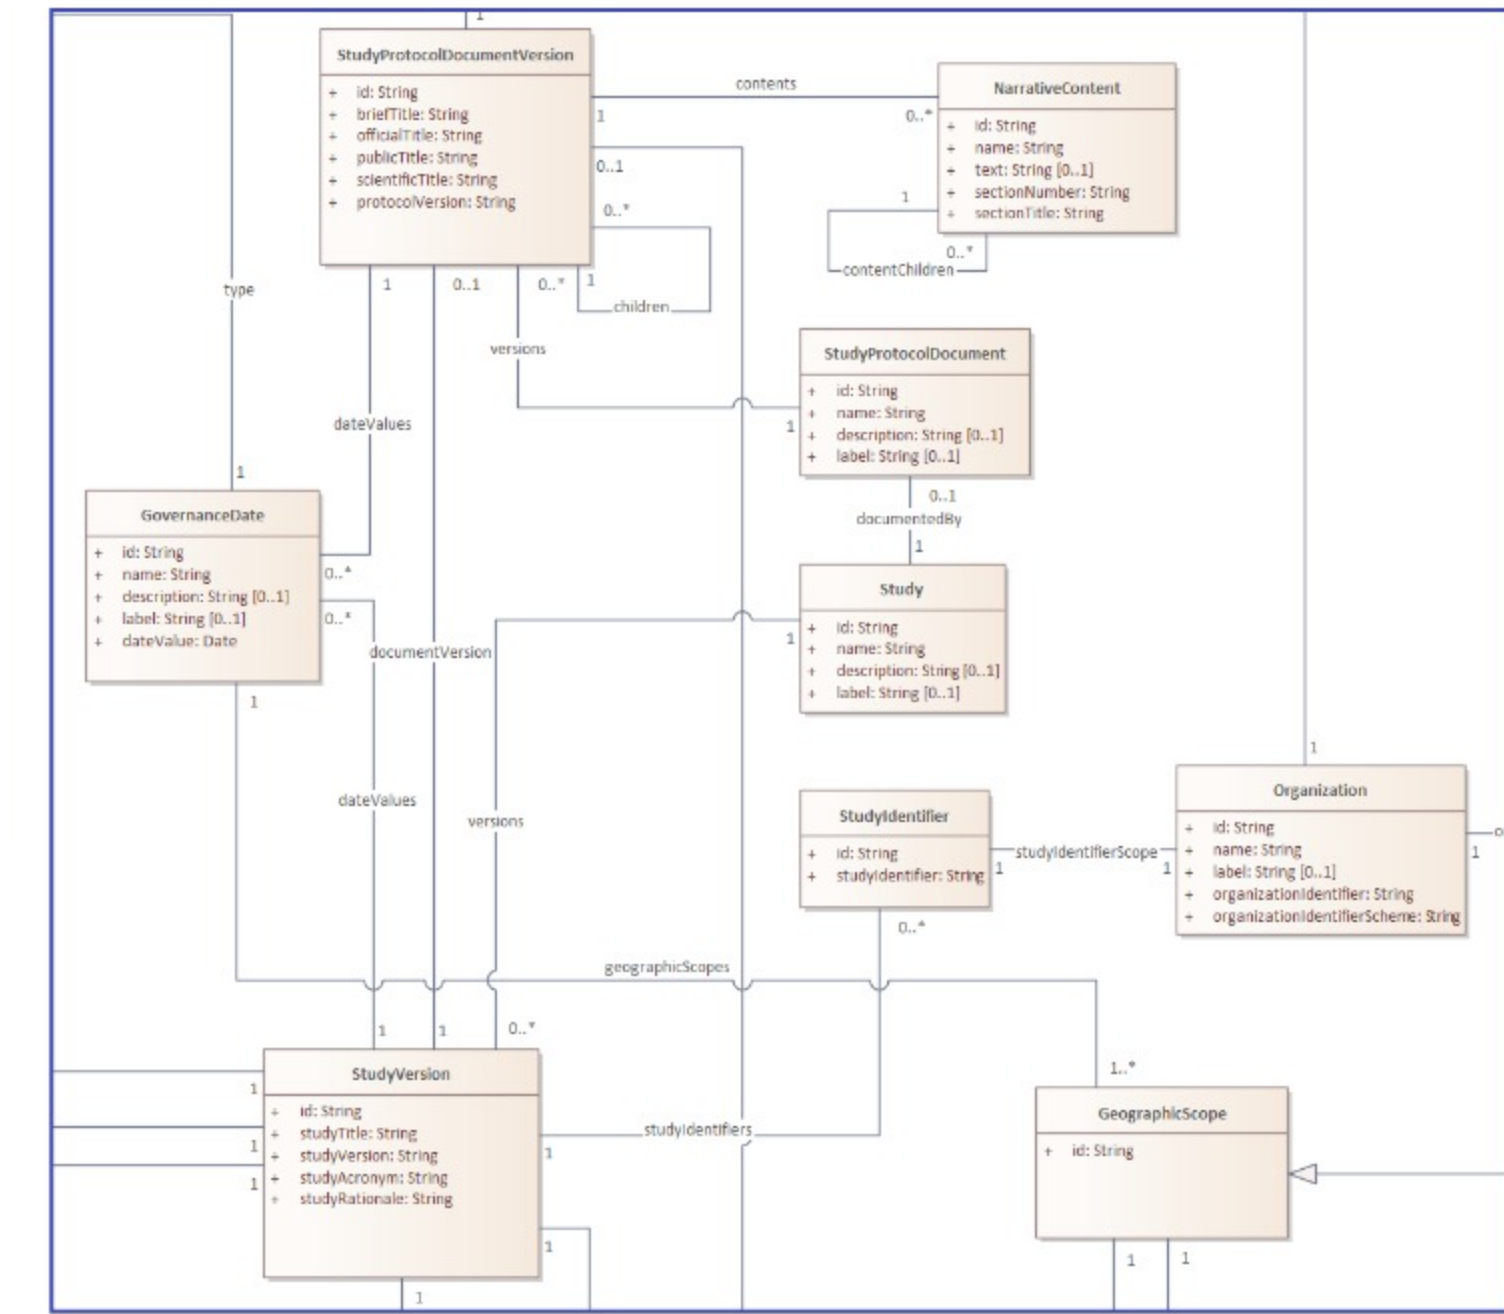 1
StudyProtocolDocumentVersion
+ id: String
+ briefTitle: String
+ officialTitle: String
+ publicTitle: String
+ scientificTitle: String
+ protocolVersion: String
contents
1
0..*
NarrativeContent
+ id: String
+ name: String
+ text: String [0..1]
+ sectionNumber: String
+ sectionTitle: String
0..1
0..*
1
0..*
contentChildren
type
1
0..1
0..*
1
children
versions
StudyProtocolDocument
+ id: String
+ name: String
+ description: String [0..1]
+ label: String [0..1]
1
dateValues
1
0..1
documentedBy
1
GovernanceDate
+ id: String
+ name: String
+ description: String [0..1]
+ label: String [0..1]
+ dateValue: Date
0..*
0..*
documentVersion
Study
+ id: String
+ name: String
+ description: String [0..1]
+ label: String [0..1]
1
1
1
dateValues
versions
StudyIdentifier
+ id: String
+ studyIdentifier: String
1
studyIdentifierScope
1
Organization
+ id: String
+ name: String
+ label: String [0..1]
+ organizationIdentifier: String
+ organizationIdentifierScheme: String
1
o
0..*
geographicScopes
1
1
0..*
1..*
StudyVersion
+ id: String
+ studyTitle: String
+ studyVersion: String
+ studyAcronym: String
+ studyRationale: String
1
1
1
studyIdentifiers
1
1
1
GeographicScope
+ id: String
1
1